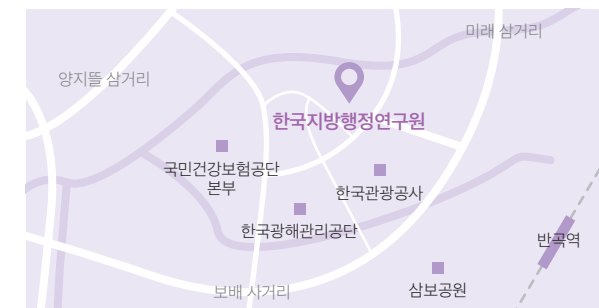 미래 삼거리
양지뜰 삼거리
한국지방행정연구원
국민건강보험공단
본부
한국관광공사
한국광해관리공단
반곡역
삼보공원
보배 사거리